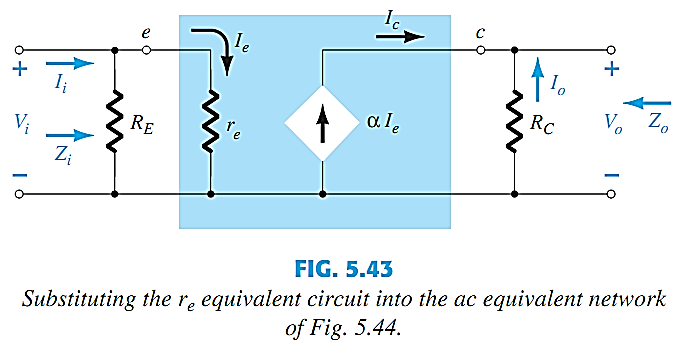 e
I_e
I_c
c
+
I_i
I_o
+
V_i
R_E
r_e
α I_e
R_C
V_o
Z_o
Z_i
−
−
FIG. 5.43
Substituting the r_e equivalent circuit into the ac equivalent network
of Fig. 5.44.